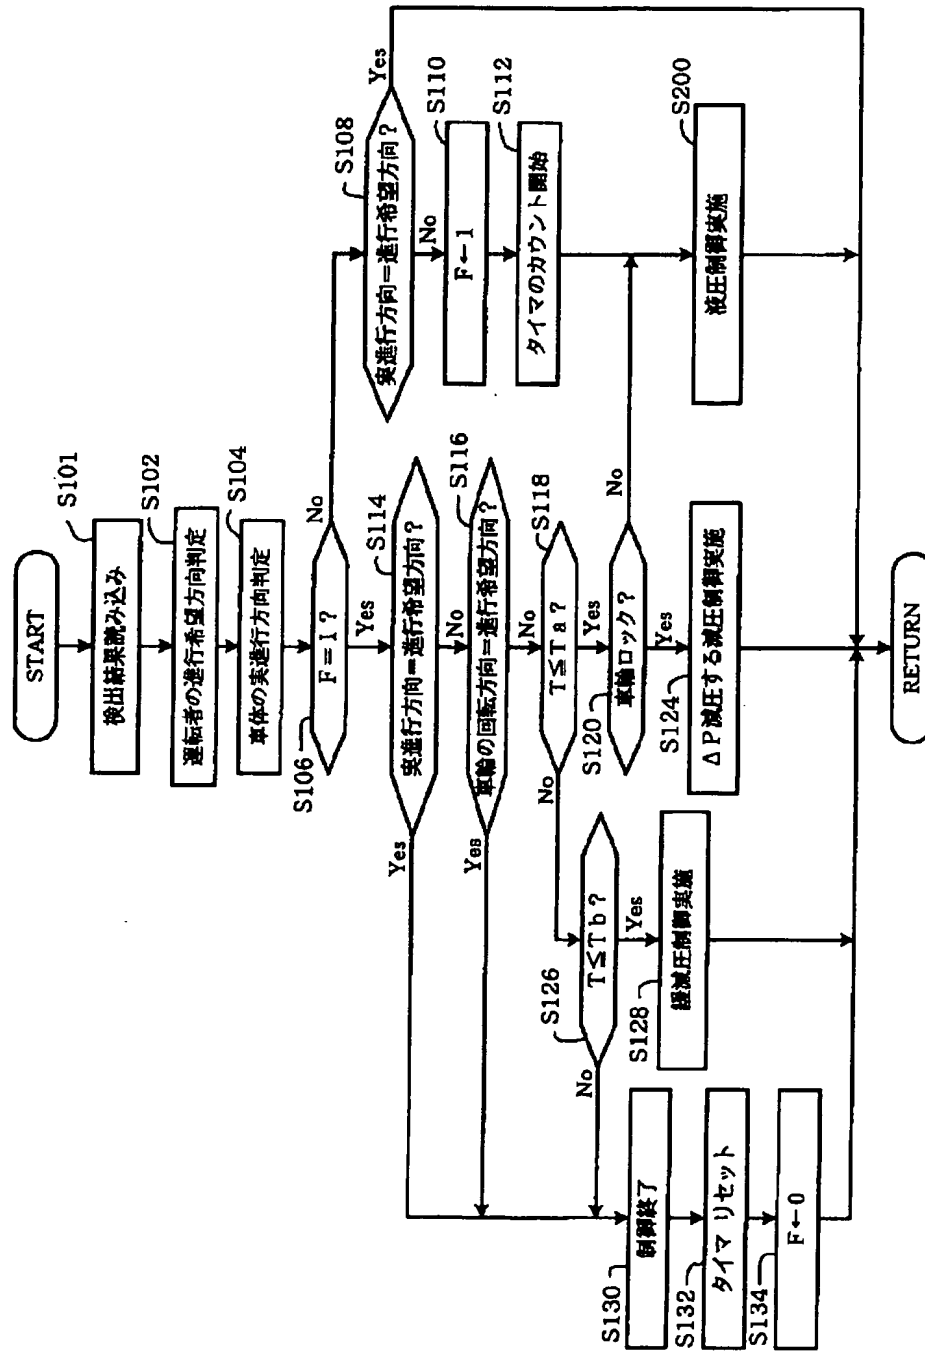 START
S101
検出結果読み込み
S102
運転者の進行希望方向判定
S104
車体の実進行方向判定
S106
F=1?
No
Yes
S108
実進行方向=進行希望方向?
Yes
No
S110
F←1
S112
タイマのカウント開始
S114
実進行方向=進行希望方向?
Yes
No
S116
車輪の回転方向=進行希望方向?
Yes
No
S118
T≦Ta?
No
Yes
S120
車輪ロック?
No
Yes
S124
ΔP減圧する減圧制御実施
S200
液圧制御実施
S126
T≦Tb?
No
Yes
S128
緩減圧制御実施
S130
制御終了
S132
タイマ リセット
S134
F←0
RETURN